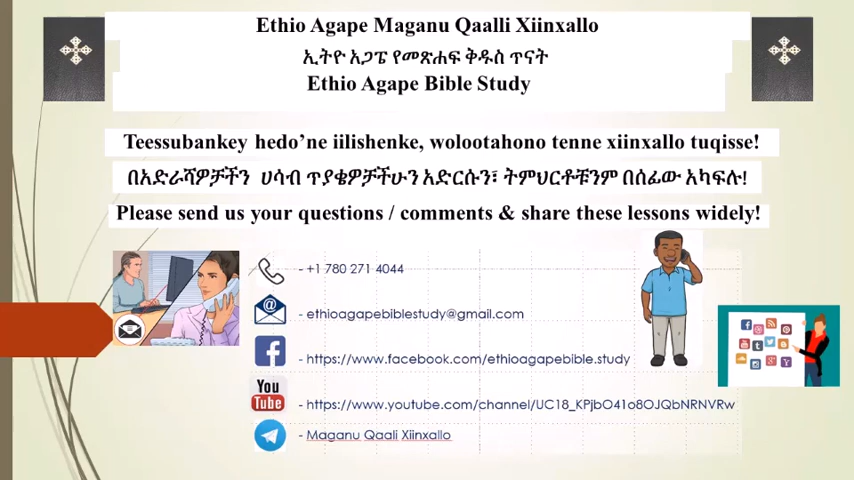 Ethio Agape Maganu Qaalli Xiinxallo
ኢትዮ አጋፔ የመጽሐፍ ቅዱስ ጥናት
Ethio Agape Bible Study
Teessubankey hedo’ne iilishenke, wolootahono tenne xiinxallo tuqisse!
በአድራሻዎቻችን ሀሳብ ጥያቄዎቻችሁን አድርሱን፣ ትምህርቶቹንም በሰፊው አካፍሉ!
Please send us your questions / comments & share these lessons widely!
- +1 780 271 4044
- ethioagapebiblestudy@gmail.com
- https://www.facebook.com/ethioagapebible.study
You
Tube
- https://www.youtube.com/channel/UC18_KPjbO41o8OJQbNRNVRw
- Maganu Qaali Xiinxallo